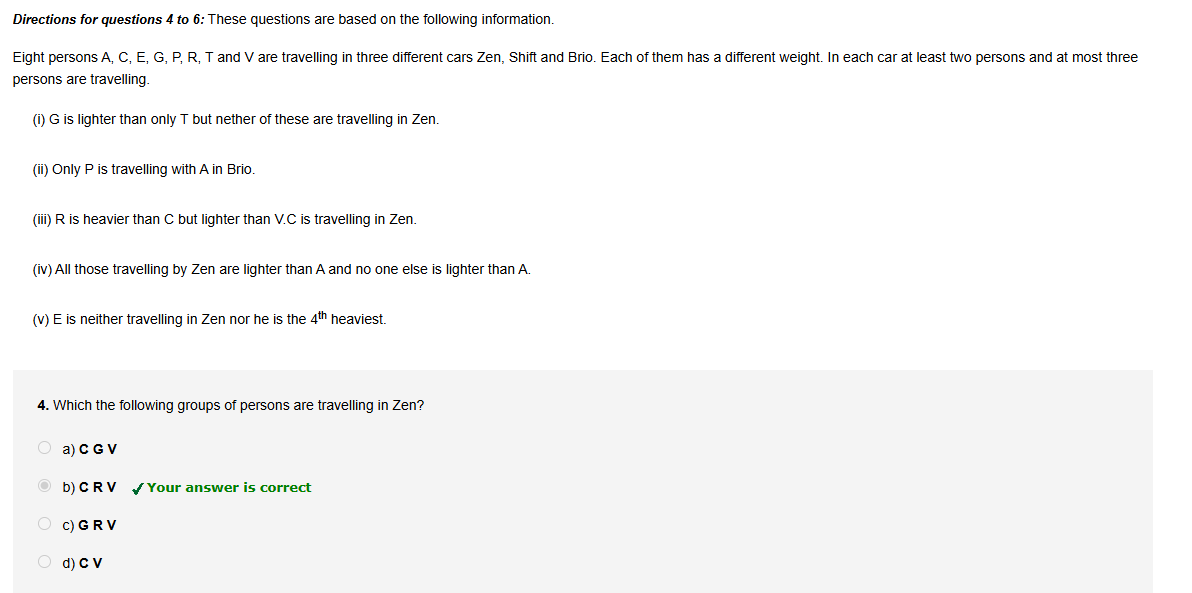 Directions for questions 4 to 6: These questions are based on the following information.
Eight persons A, C, E, G, P, R, T and V are travelling in three different cars Zen, Shift and Brio. Each of them has a different weight. In each car at least two persons and at most three
persons are travelling.
(i) G is lighter than only T but nether of these are travelling in Zen.
(ii) Only P is travelling with A in Brio.
(iii) R is heavier than C but lighter than V.C is travelling in Zen.
(iv) All those travelling by Zen are lighter than A and no one else is lighter than A.
(v) E is neither travelling in Zen nor he is the 4th heaviest.
4. Which the following groups of persons are travelling in Zen?
a) C G V
b) C R V ✓ Your answer is correct
c) G R V
d) C V